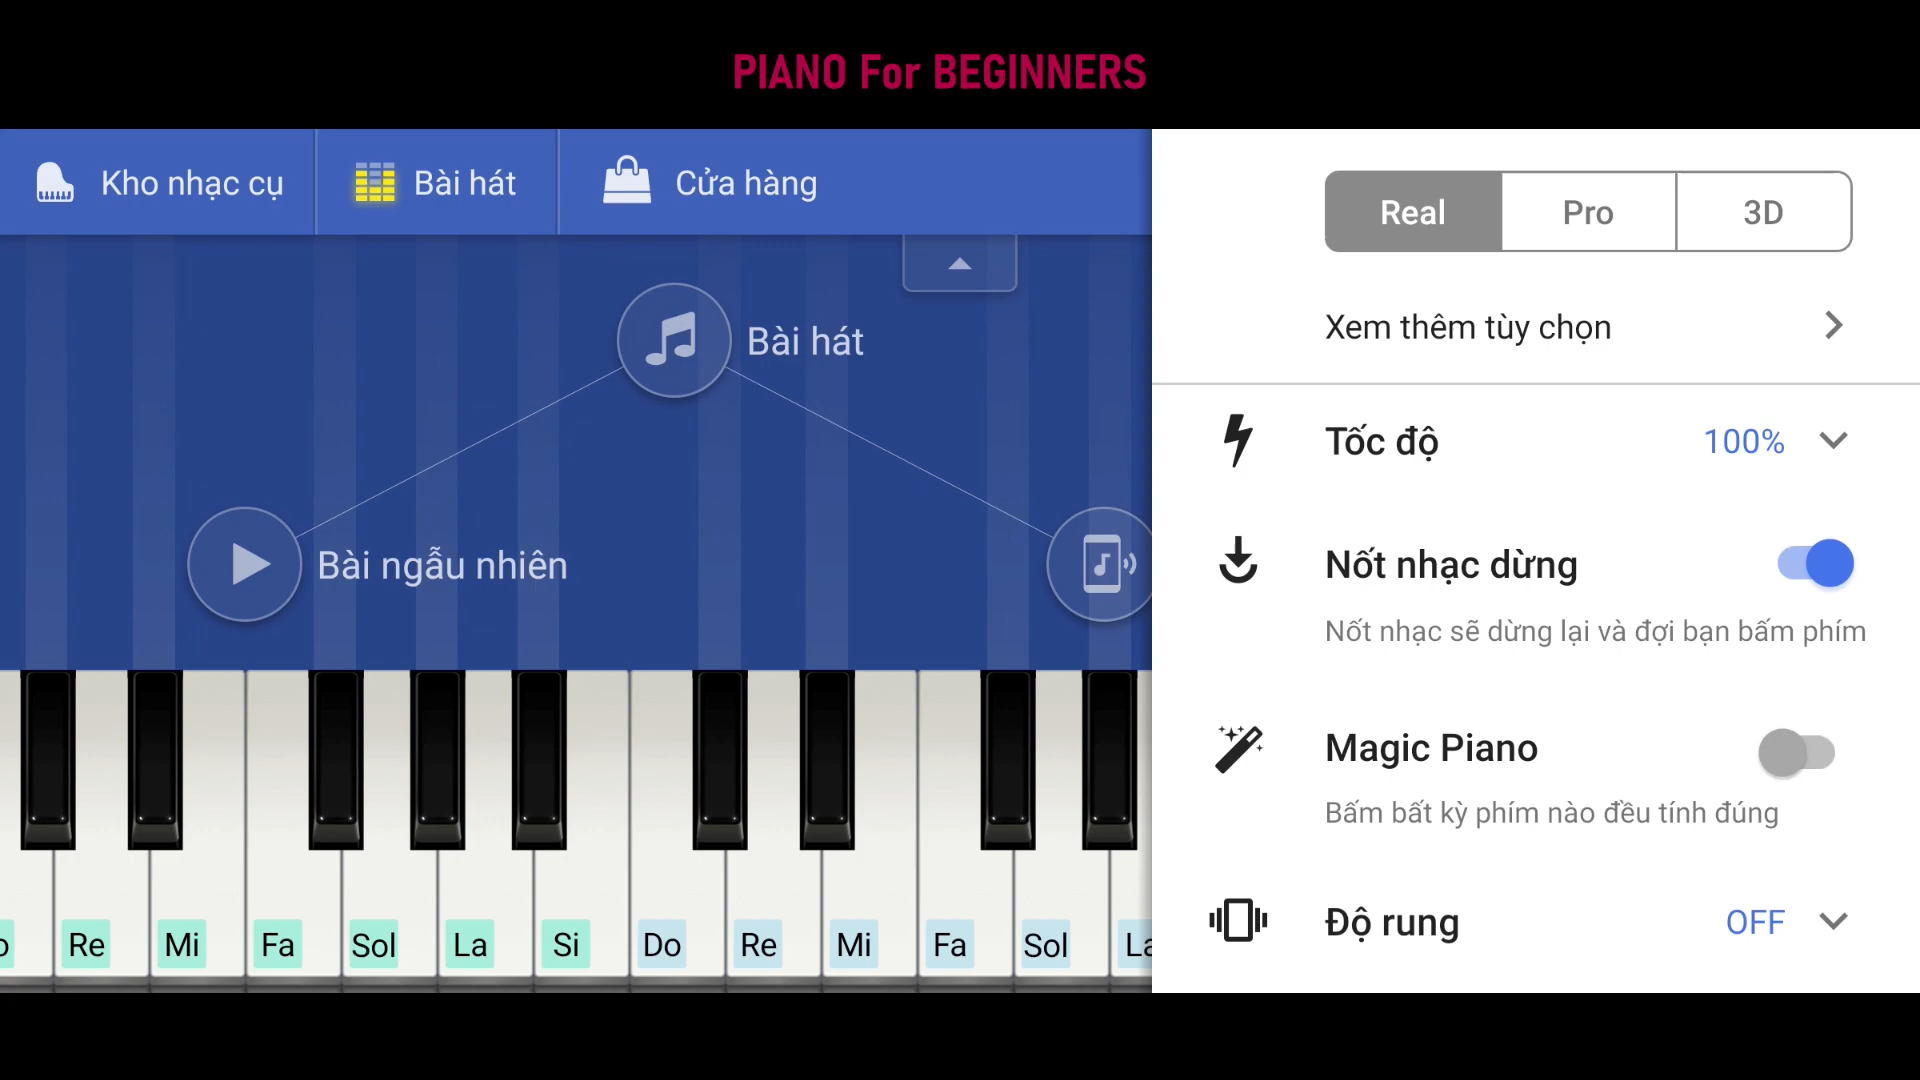 PIANO For BEGINNERS
Kho nhạc cụ
Bài hát
Cửa hàng
Bài hát
Bài ngẫu nhiên
Re Mi Fa Sol La Si Do Re Mi Fa Sol
Real Pro 3D
Xem thêm tùy chọn
Tốc độ 100%
Nốt nhạc dừng
Nốt nhạc sẽ dừng lại và đợi bạn bấm phím
Magic Piano
Bấm bất kỳ phím nào đều tính đúng
Độ rung OFF